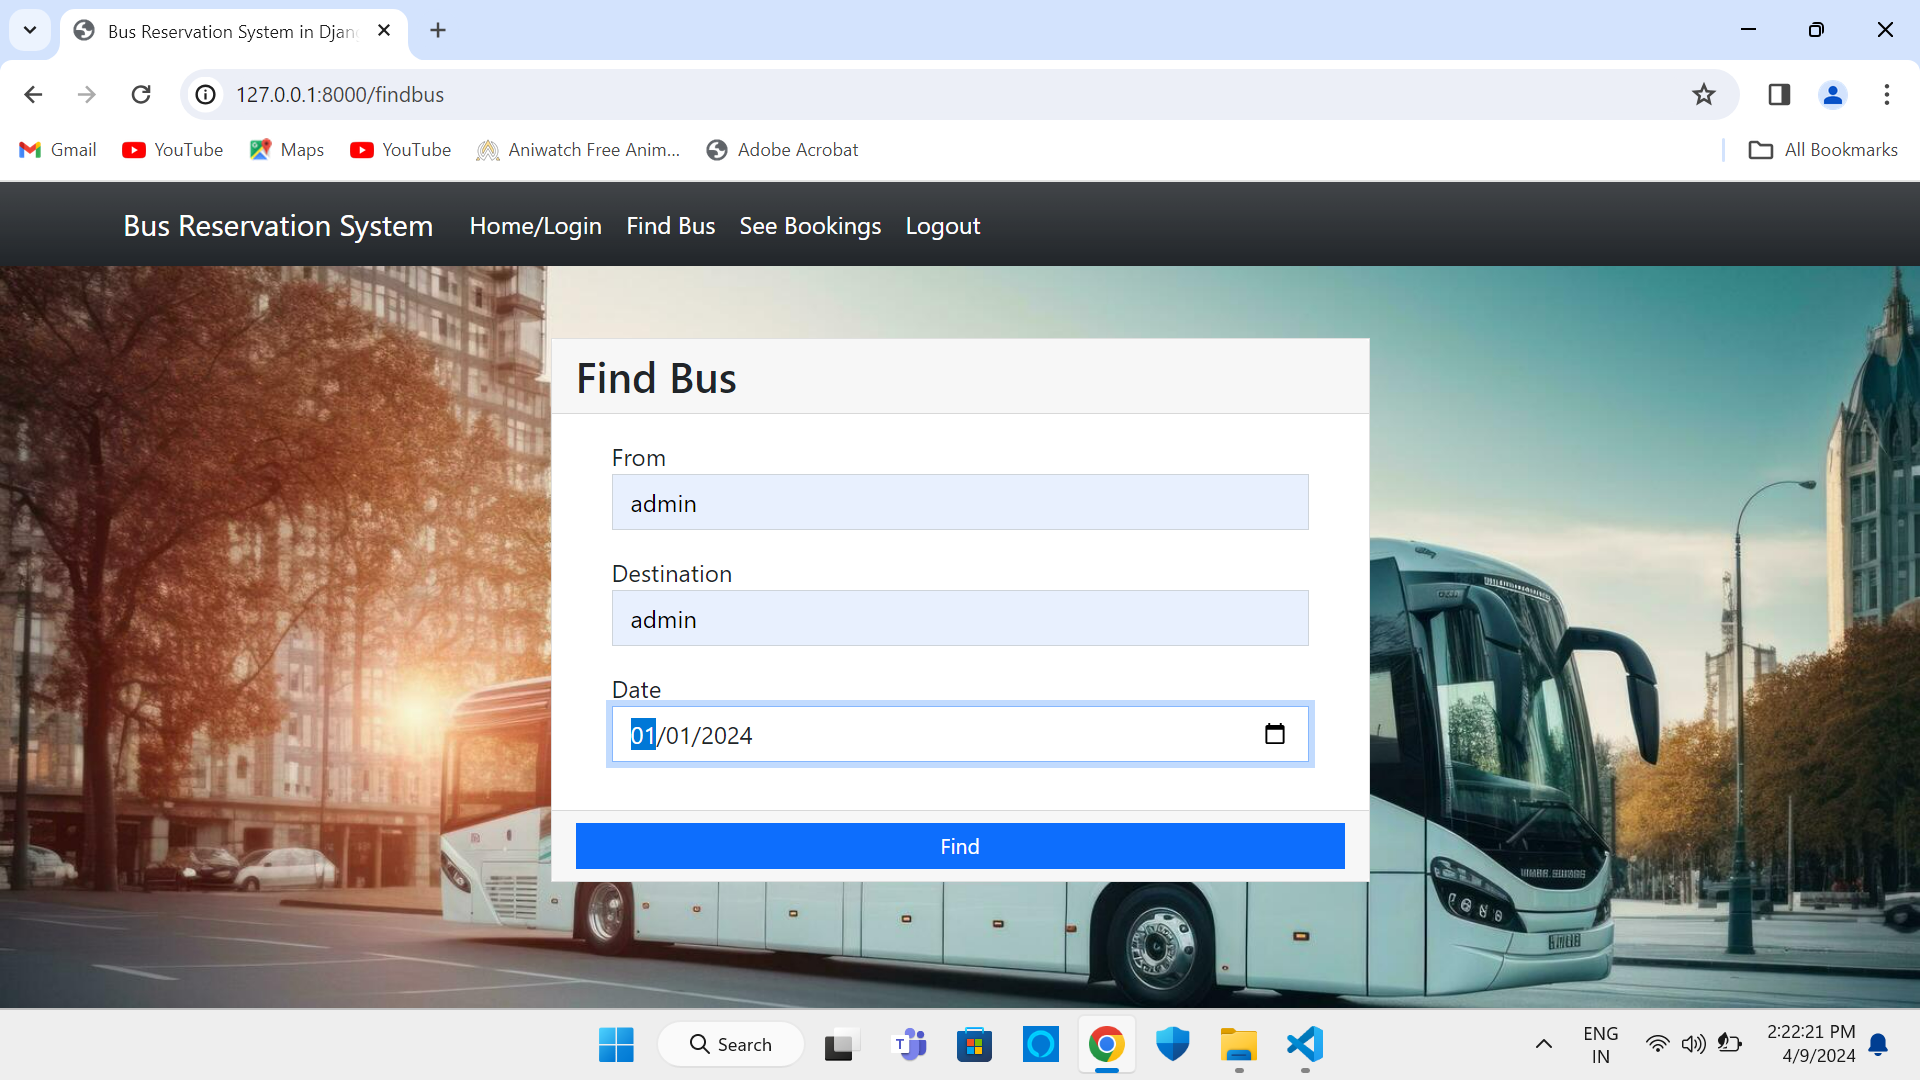 Bus Reservation System in Djan
127.0.0.1:8000/findbus
Gmail YouTube Maps YouTube Aniwatch Free Anim... Adobe Acrobat All Bookmarks
Bus Reservation System Home/Login Find Bus See Bookings Logout
Find Bus
From
admin
Destination
admin
Date
01/01/2024
Find
Search
ENG
IN
2:22:21 PM
4/9/2024